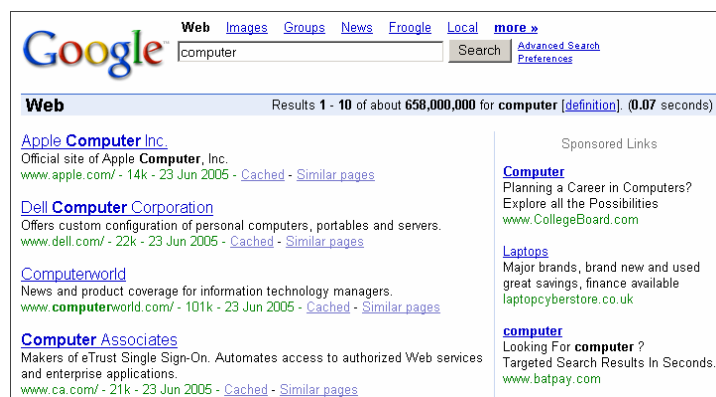 Google™
Web Images Groups News Froogle Local more »
computer Search Advanced Search
Preferences
Web Results 1 - 10 of about 658,000,000 for computer [definition]. (0.07 seconds)
Apple Computer Inc.
Official site of Apple Computer, Inc.
www.apple.com/ - 14k - 23 Jun 2005 - Cached - Similar pages
Dell Computer Corporation
Offers custom configuration of personal computers, portables and servers.
www.dell.com/ - 22k - 23 Jun 2005 - Cached - Similar pages
Computerworld
News and product coverage for information technology managers.
www.computerworld.com/ - 101k - 23 Jun 2005 - Cached - Similar pages
Computer Associates
Makers of eTrust Single Sign-On. Automates access to authorized Web services
and enterprise applications.
www.ca.com/ - 21k - 23 Jun 2005 - Cached - Similar pages
Sponsored Links
Computer
Planning a Career in Computers?
Explore all the Possibilities
www.CollegeBoard.com
Laptops
Major brands, brand new and used
great savings, finance available
laptopcyberstore.co.uk
computer
Looking For computer ?
Targeted Search Results In Seconds.
www.batpay.com